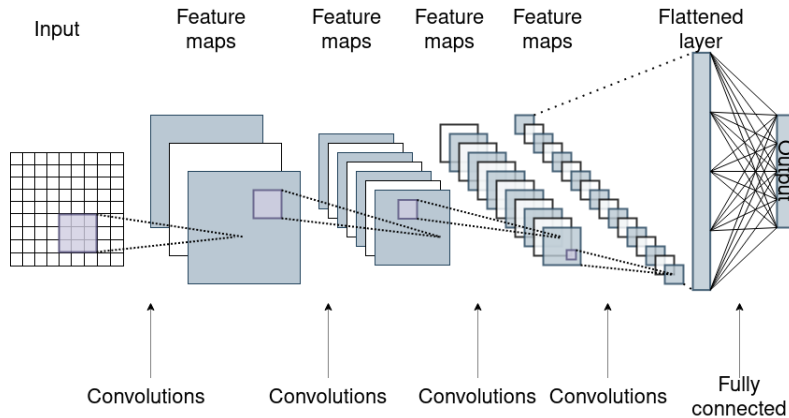 Input
Feature
maps
Feature
maps
Feature
maps
Feature
maps
Flattened
layer
Output
Convolutions
Convolutions
Convolutions
Convolutions
Fully
connected